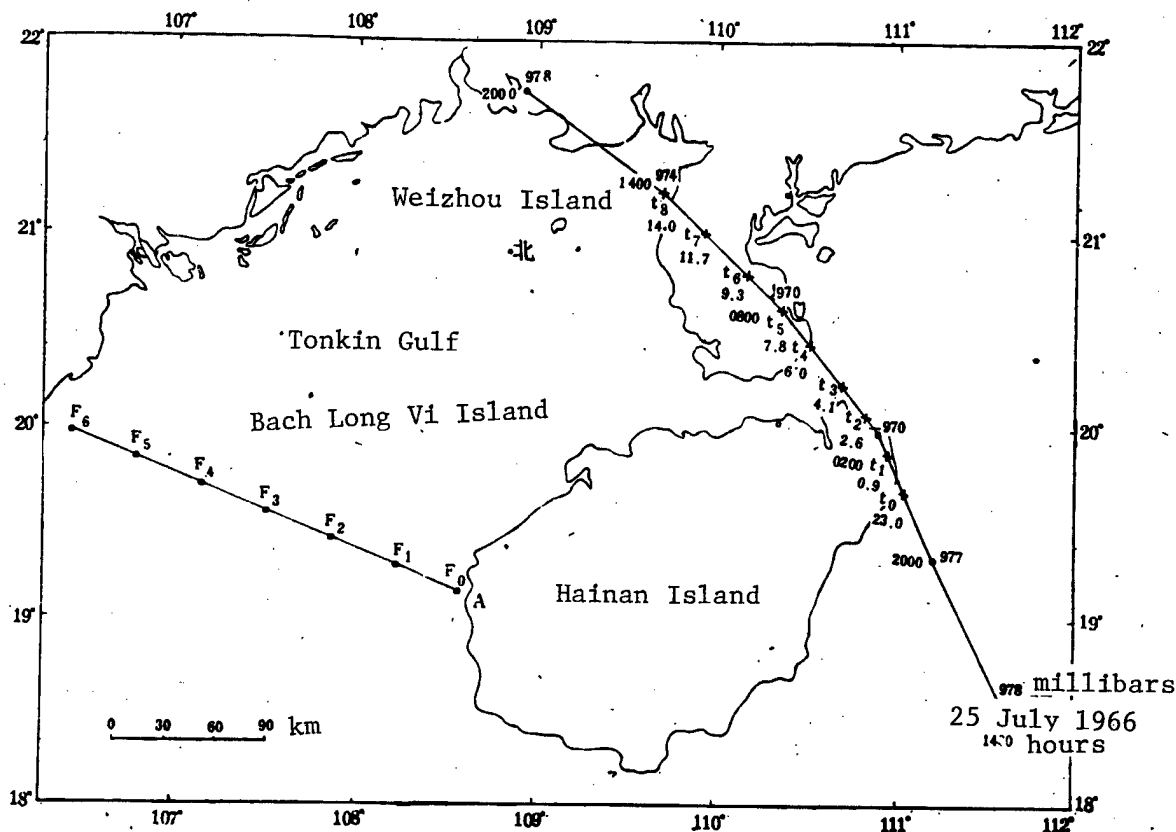 107° 108° 109° 110° 111° 112°
22° 22°
978
2000
1400 974
Weizhou Island
t8
14.0
21° 21°
t7
11.7
北
t6
9.3
970
0800 t5
Tonkin Gulf
7.8 t4
6.0
t3
4.1
Bach Long Vi Island
20° 20°
t2
970
2.6
F6
F5
0200 t1
0.9
F4
t0
23.0
F3
F2
F1
2000 977
F0
A
Hainan Island
19° 19°
978 millibars
0 30 60 90 km
25 July 1966
hours
18° 18°
107° 108° 109° 110° 111° 112°